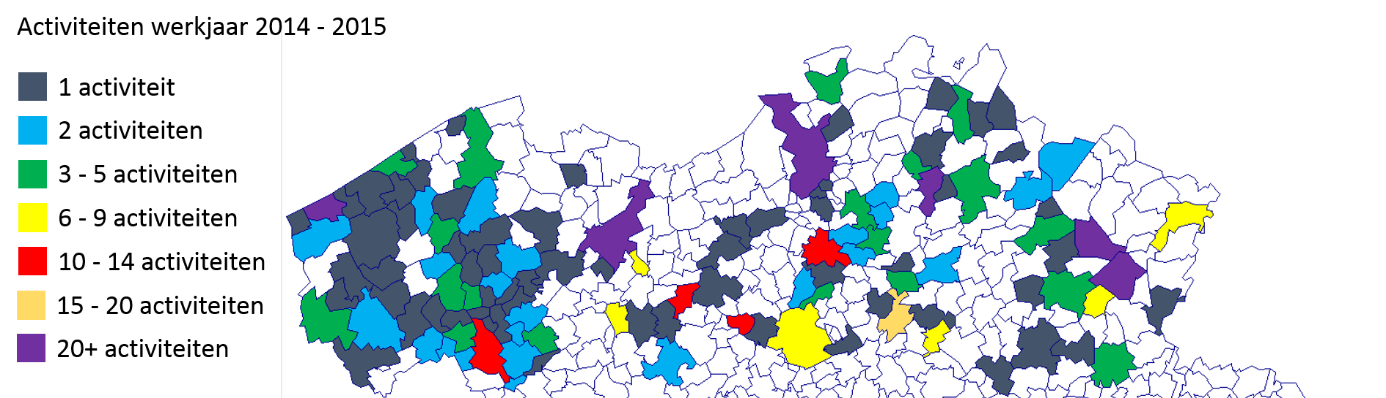 Activiteiten werkjaar 2014 - 2015
1 activiteit
2 activiteiten
3 - 5 activiteiten
6 - 9 activiteiten
10 - 14 activiteiten
15 - 20 activiteiten
20+ activiteiten